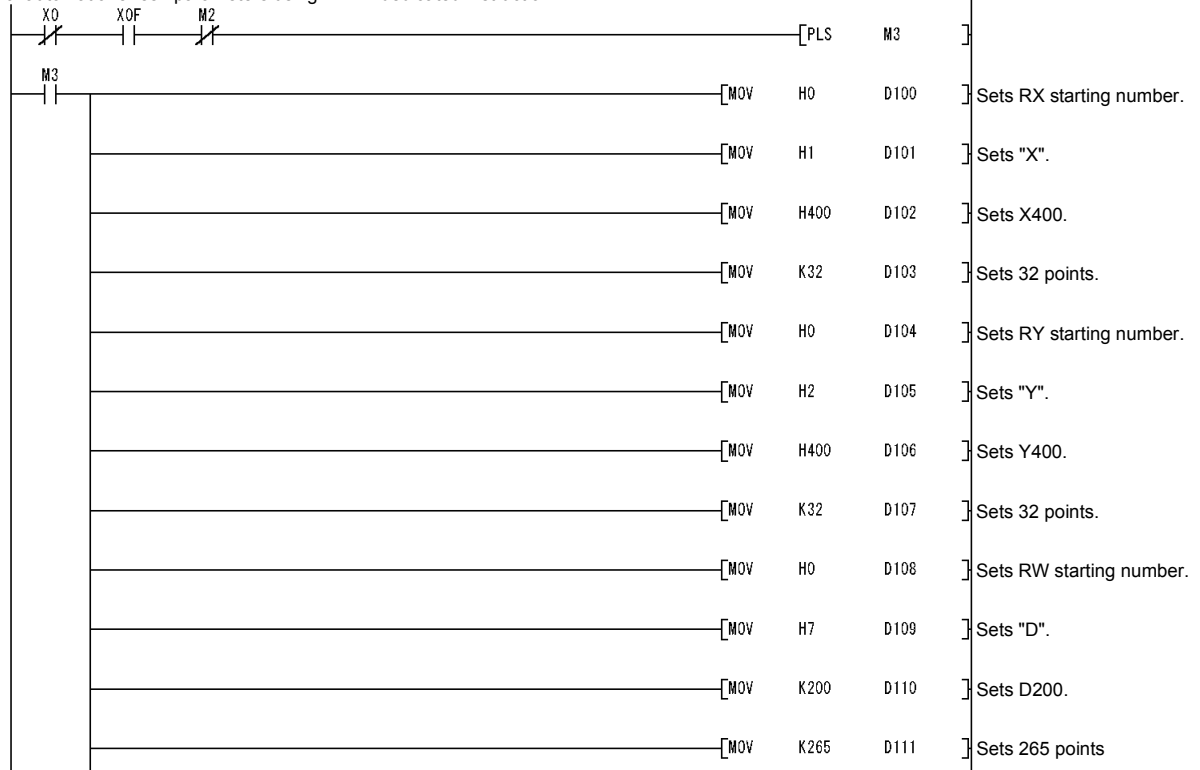 X0 X0F M2
PLS M3
M3
MOV H0 D100 Sets RX starting number.
MOV H1 D101 Sets "X".
MOV H400 D102 Sets X400.
MOV K32 D103 Sets 32 points.
MOV H0 D104 Sets RY starting number.
MOV H2 D105 Sets "Y".
MOV H400 D106 Sets Y400.
MOV K32 D107 Sets 32 points.
MOV H0 D108 Sets RW starting number.
MOV H7 D109 Sets "D".
MOV K200 D110 Sets D200.
MOV K265 D111 Sets 265 points